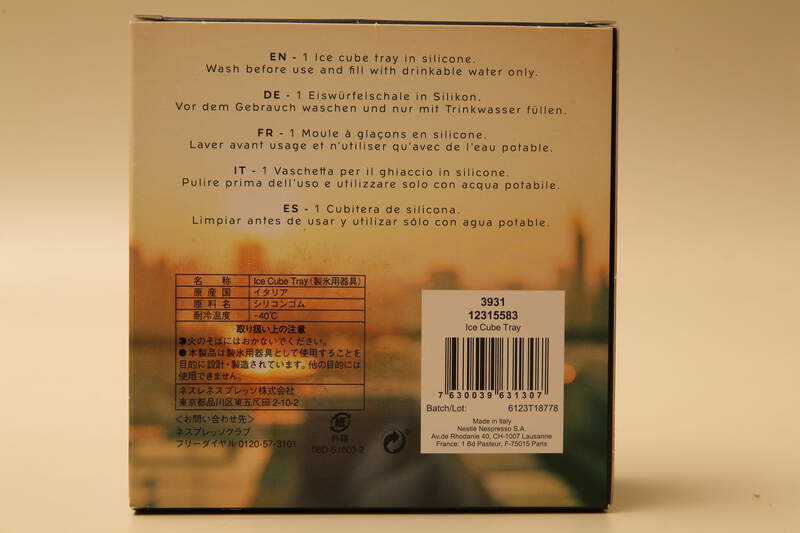 EN - 1 Ice cube tray in silicone.
Wash before use and fill with drinkable water only.
DE - 1 Eiswürfelschale in Silikon.
Vor dem Gebrauch waschen und nur mit Trinkwasser füllen.
FR - 1 Moule à glaçons en silicone.
Laver avant usage et n'utiliser qu'avec de l'eau potable.
IT - 1 Vaschetta per il ghiaccio in silicone.
Pulire prima dell'uso e utilizzare solo con acqua potabile.
ES - 1 Cubitera de silicona.
Limpiar antes de usar y utilizar sólo con agua potable.
名 称 Ice Cube Tray(製氷用器具)
原 産 国 イタリア
原 料 名 シリコンゴム
耐冷温度 -40℃
取り扱い上の注意
●火のそばにはおかないでください。
●本製品は製氷用器具として使用することを
目的に設計・製造されています。他の目的には
使用できません。
ネスレネスプレッソ株式会社
東京都品川区東五反田 2-10-2
<お問い合わせ先>
ネスプレッソクラブ
フリーダイヤル 0120-57-3101
紙
外箱
08D-S1603-2
3931
12315583
Ice Cube Tray
7 630039 631307
Batch/Lot: 6123T18778
Made in Italy
Nestlé Nespresso S.A.
Av.de Rhodanie 40, CH-1007 Lausanne
France: 1 Bd Pasteur, F-75015 Paris